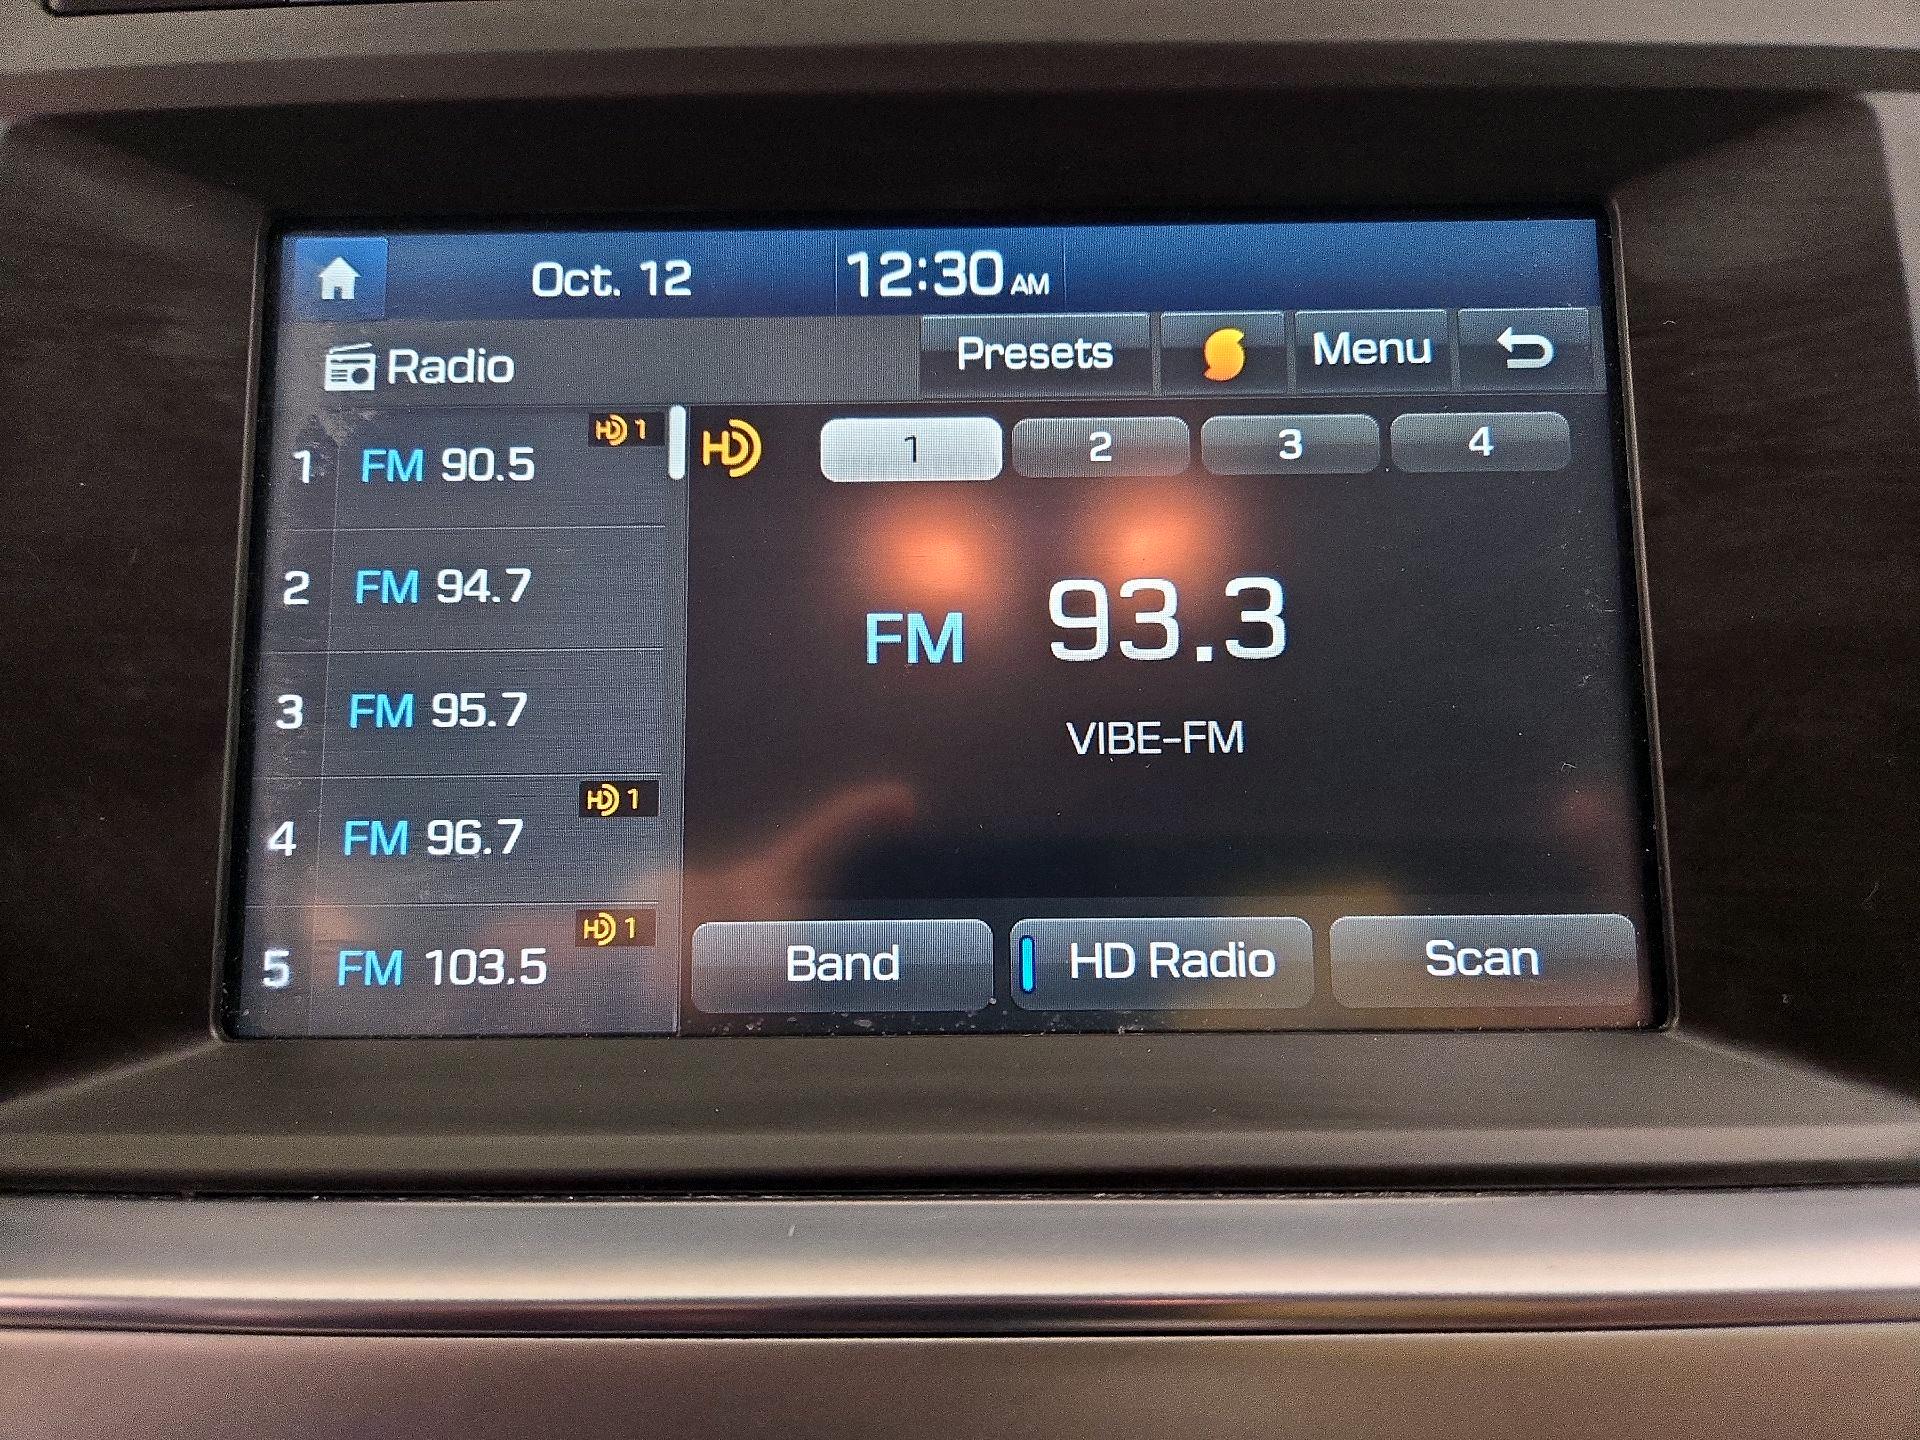 Oct. 12 12:30 AM
Radio Presets Menu
1 FM 90.5 HD 1
2 FM 94.7
3 FM 95.7
4 FM 96.7 HD 1
5 FM 103.5 HD 1
HD 1 2 3 4
FM 93.3
VIBE-FM
Band HD Radio Scan